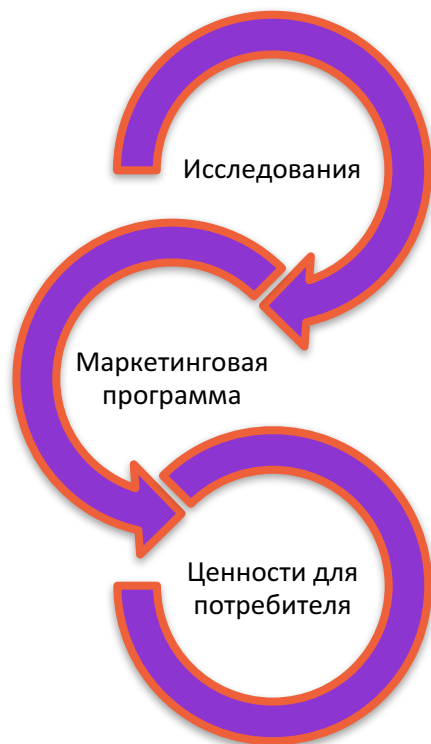 Исследования
Маркетинговая
программа
Ценности для
потребителя